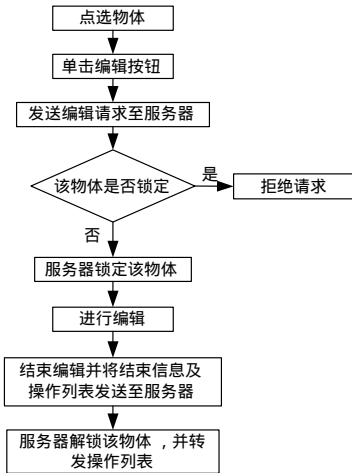 点选物体
单击编辑按钮
发送编辑请求至服务器
该物体是否锁定
是
拒绝请求
否
服务器锁定该物体
进行编辑
结束编辑并将结束信息及
操作列表发送至服务器
服务器解锁该物体，并转
发操作列表